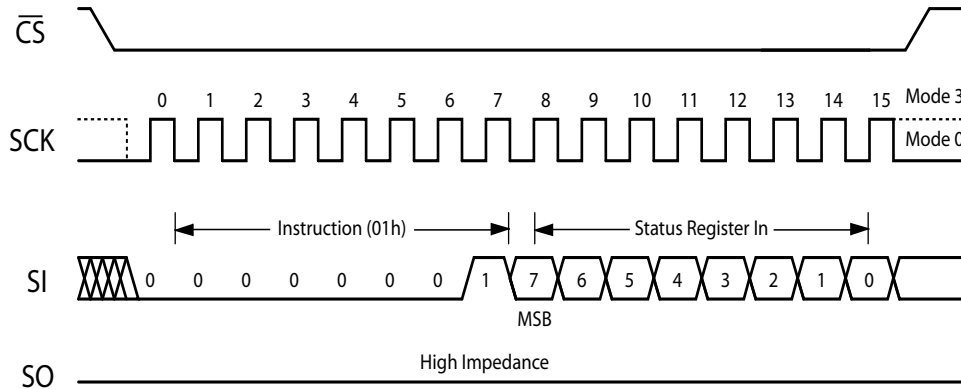 CS
0 1 2 3 4 5 6 7 8 9 10 11 12 13 14 15 Mode 3
SCK
Mode 0
Instruction (01h) Status Register In
SI 0 0 0 0 0 0 0 1 7 6 5 4 3 2 1 0
MSB
High Impedance
SO